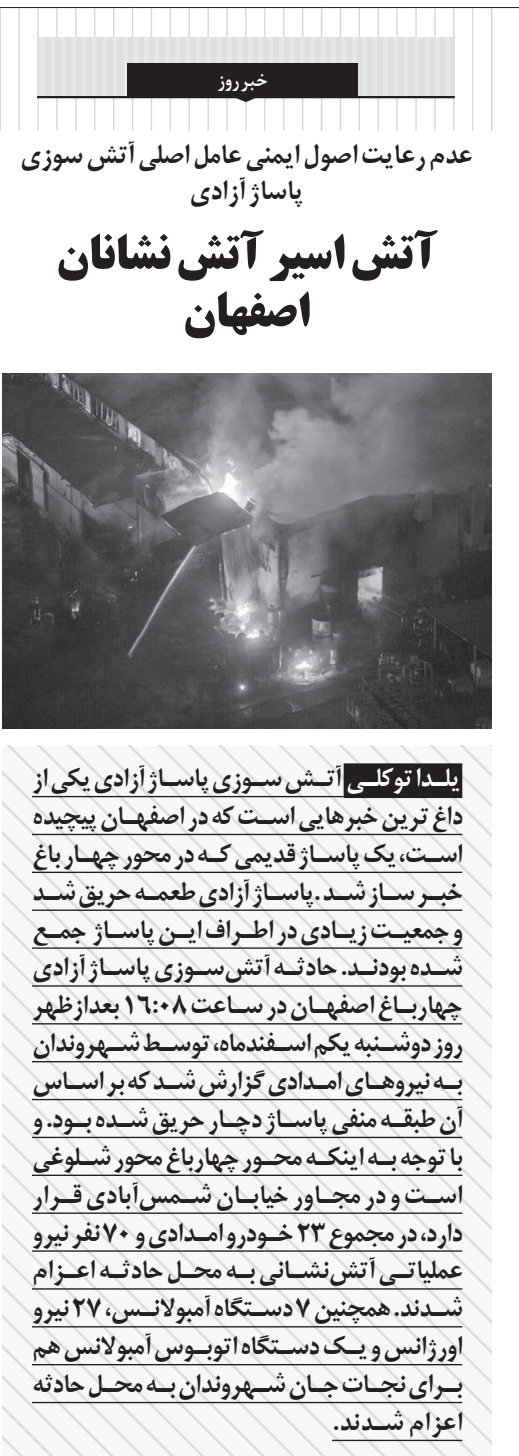 خبر روز
عدم رعایت اصول ایمنی عامل اصلی آتش سوزی
پاساژ آزادی
آتش اسیر آتش نشانان
اصفهان
یلدا توکلی آتش سوزی پاساژ آزادی یکی از
داغ ترین خبرهایی است که در اصفهان پیچیده
است، یک پاساژ قدیمی که در محور چهار باغ
خبر ساز شد. پاساژ آزادی طعمه حریق شد
و جمعیت زیادی در اطراف این پاساژ جمع
شده بودند. حادثه آتش‌سوزی پاساژ آزادی
چهارباغ اصفهان در ساعت ۱۶:۰۸ بعدازظهر
روز دوشنبه یکم اسفندماه، توسط شهروندان
به نیروهای امدادی گزارش شد که بر اساس
آن طبقه منفی پاساژ دچار حریق شده بود. و
با توجه به اینکه محور چهارباغ محور شلوغی
است و در مجاور خیابان شمس‌آبادی قرار
دارد، در مجموع ۲۳ خودرو امدادی و ۷۰ نفر نیرو
عملیاتی آتش‌نشانی به محل حادثه اعزام
شدند. همچنین ۷ دستگاه آمبولانس، ۲۷ نیرو
اورژانس و یک دستگاه اتوبوس آمبولانس هم
برای نجات جان شهروندان به محل حادثه
اعزام شدند.